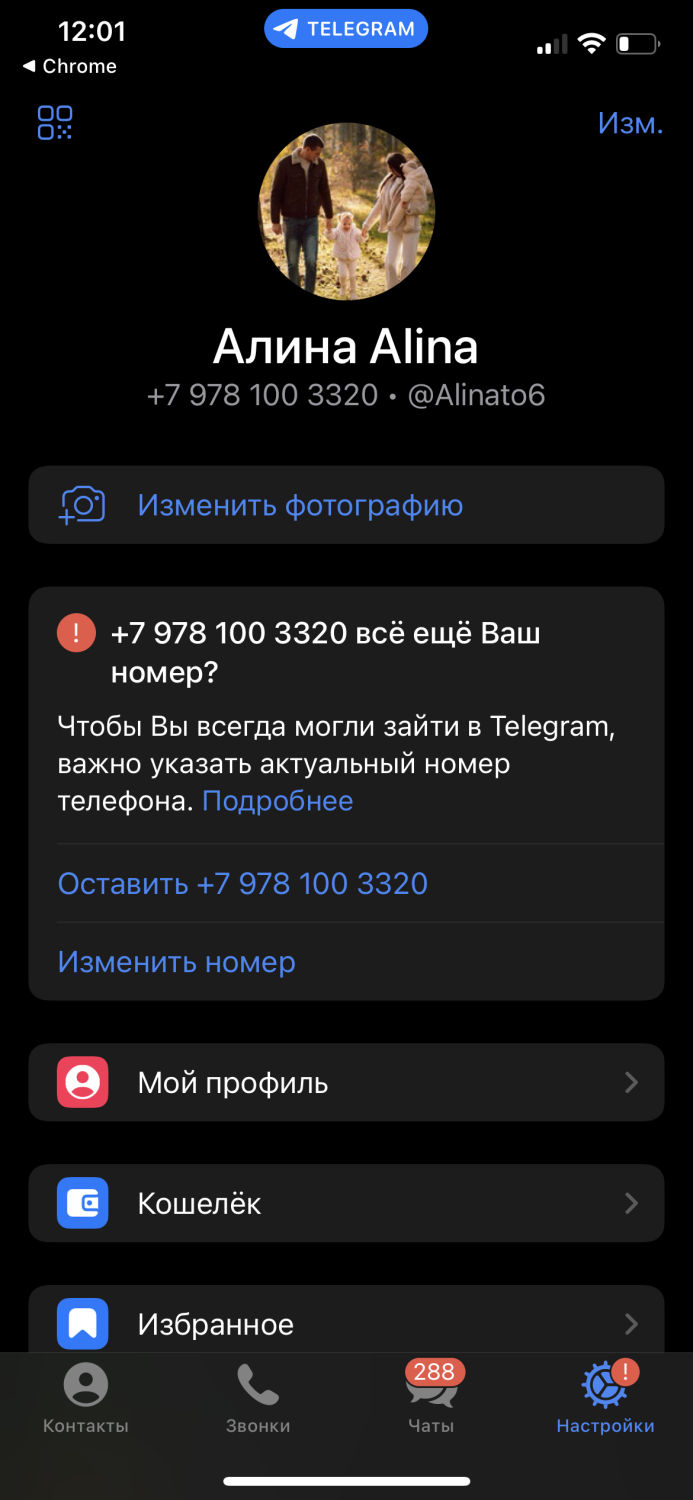 12:01
TELEGRAM
◀ Chrome
Изм.
Алина Alina
+7 978 100 3320 • @Alinato6
Изменить фотографию
! +7 978 100 3320 всё ещё Ваш
номер?
Чтобы Вы всегда могли зайти в Telegram,
важно указать актуальный номер
телефона. Подробнее
Оставить +7 978 100 3320
Изменить номер
Мой профиль
Кошелёк
Избранное
288
!
Контакты
Звонки
Чаты
Настройки